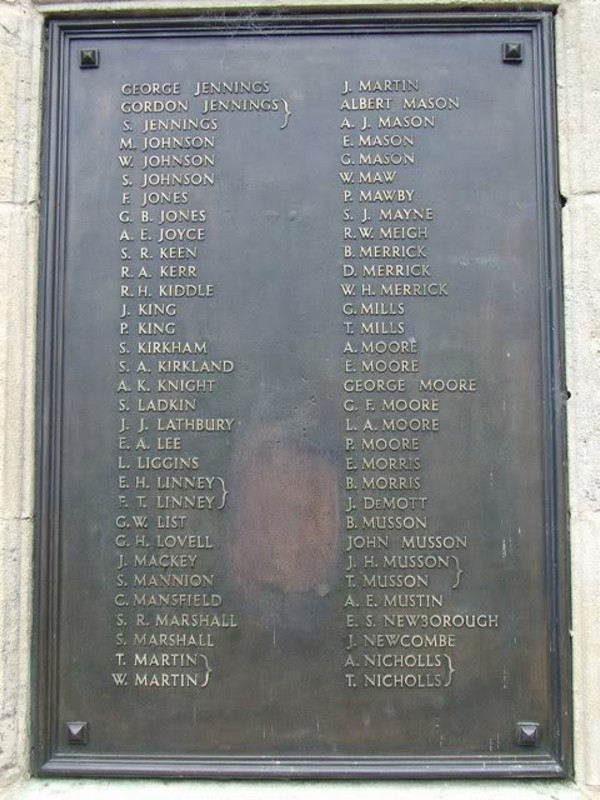 GEORGE JENNINGS
GORDON JENNINGS
S. JENNINGS
M. JOHNSON
W. JOHNSON
S. JOHNSON
F. JONES
G. B. JONES
A. E. JOYCE
S. R. KEEN
R. A. KERR
R. H. KIDDLE
J. KING
P. KING
S. KIRKHAM
S. A. KIRKLAND
A. K. KNIGHT
S. LADKIN
J. J. LATHBURY
E. A. LEE
L. LIGGINS
E. H. LINNEY
F. T. LINNEY
G. W. LIST
G. H. LOVELL
J. MACKEY
S. MANNION
C. MANSFIELD
S. R. MARSHALL
S. MARSHALL
T. MARTIN
W. MARTIN
J. MARTIN
ALBERT MASON
A. J. MASON
E. MASON
G. MASON
W. MAW
P. MAWBY
S. J. MAYNE
R. W. MEIGH
B. MERRICK
D. MERRICK
W. H. MERRICK
G. MILLS
T. MILLS
A. MOORE
E. MOORE
GEORGE MOORE
G. F. MOORE
L. A. MOORE
P. MOORE
E. MORRIS
B. MORRIS
J. DEMOTT
B. MUSSON
JOHN MUSSON
J. H. MUSSON
T. MUSSON
A. E. MUSTIN
E. S. NEWBOROUGH
J. NEWCOMBE
A. NICHOLLS
T. NICHOLLS